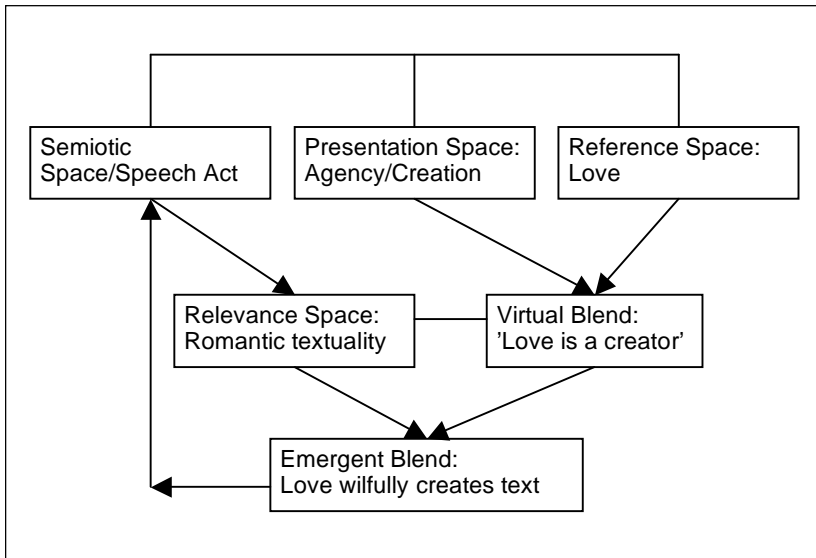 Semiotic
Space/Speech Act
Presentation Space:
Agency/Creation
Reference Space:
Love
Relevance Space:
Romantic textuality
Virtual Blend:
’Love is a creator’
Emergent Blend:
Love wilfully creates text